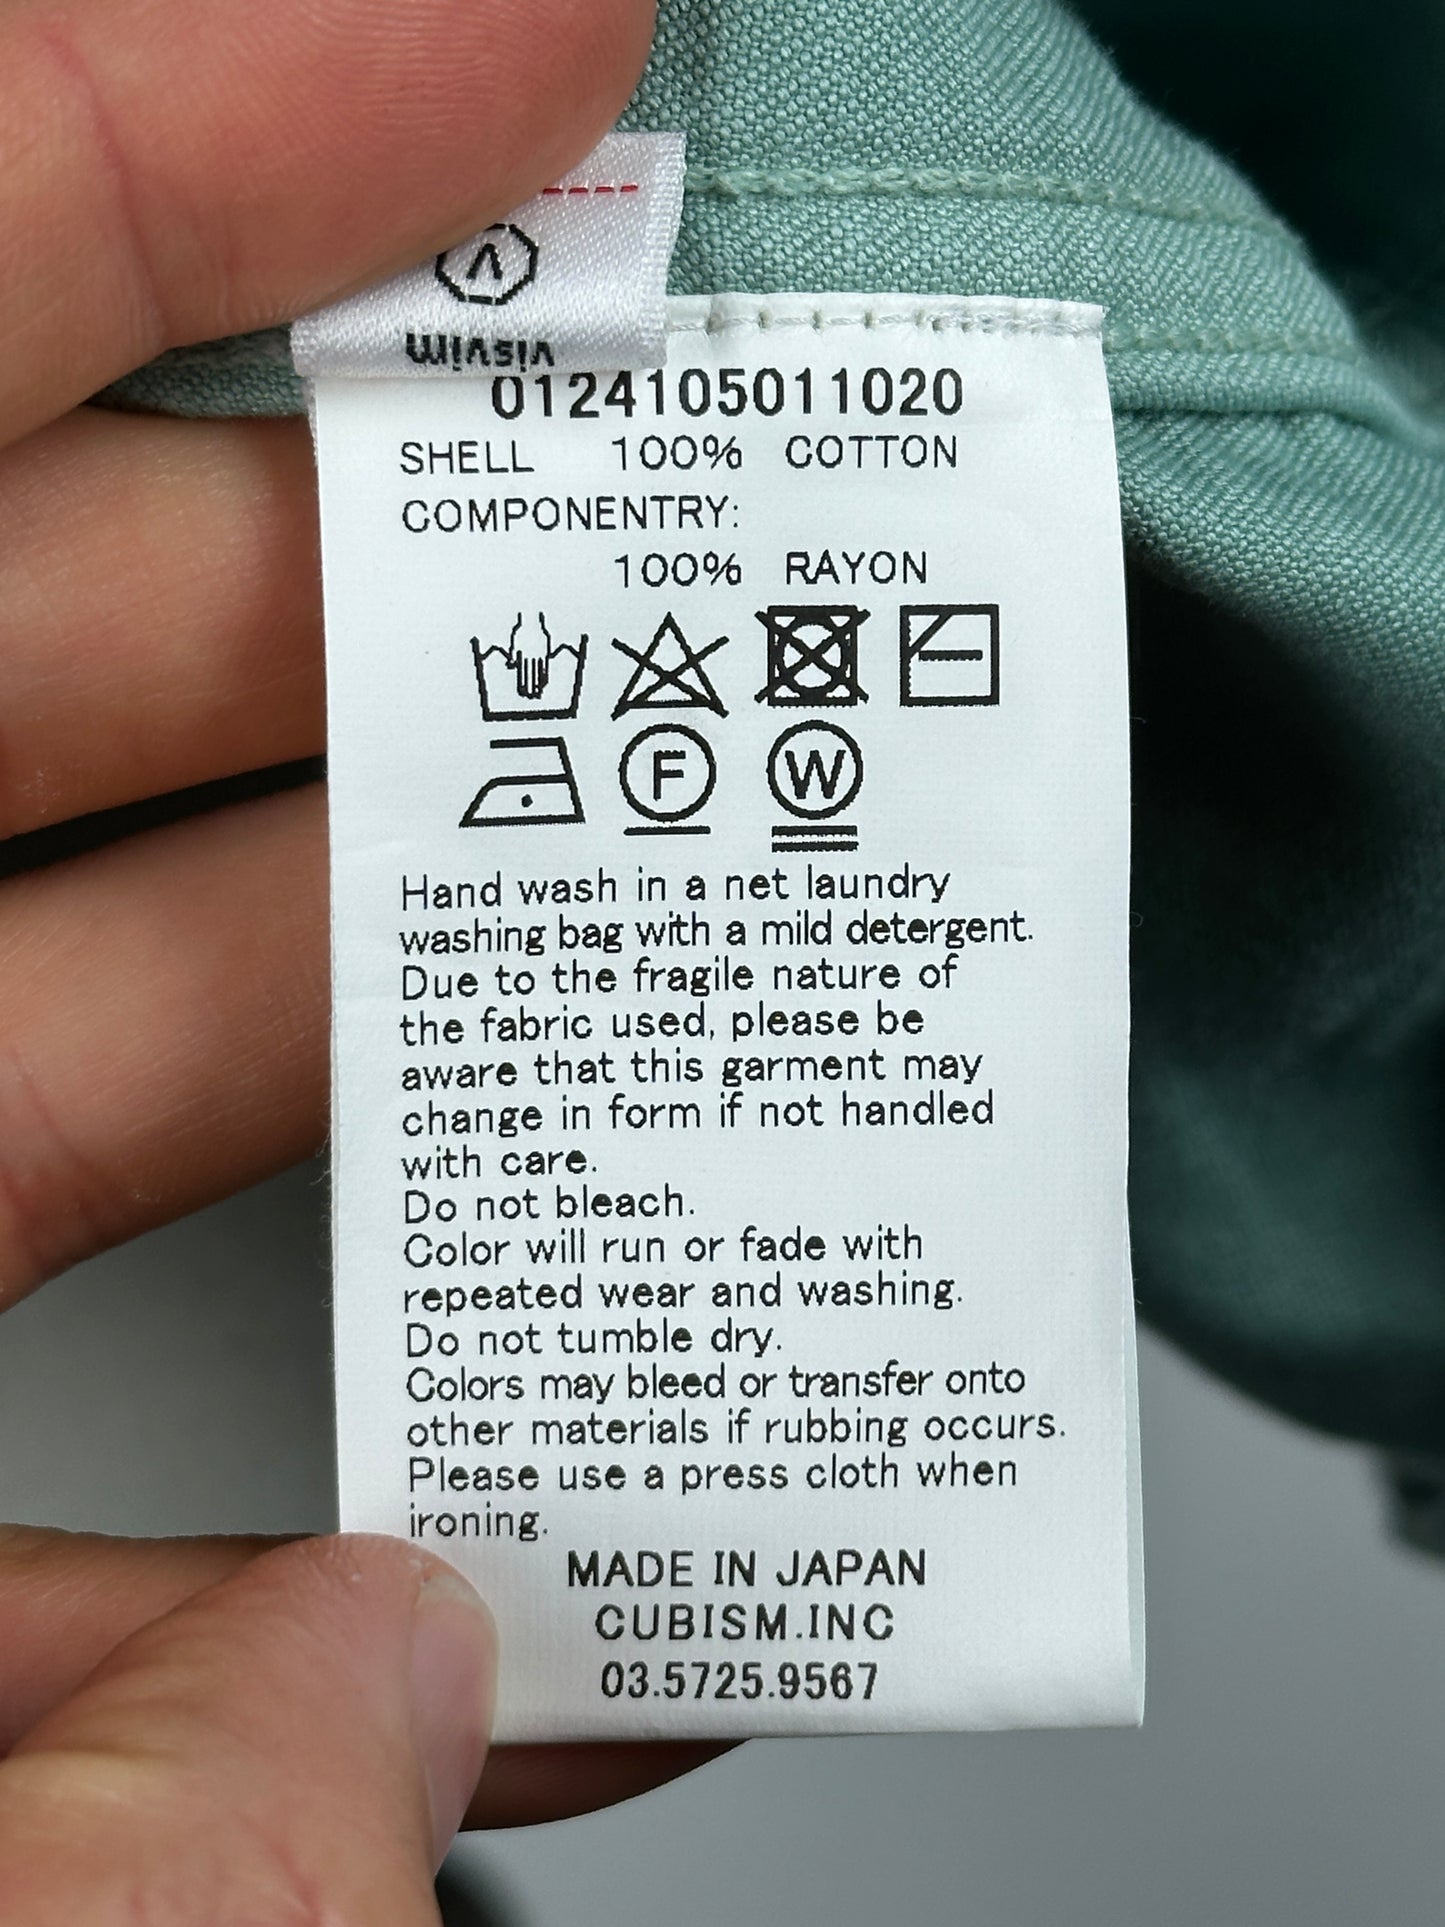 visvim
0124105011020
SHELL 100% COTTON
COMPONENTRY:
100% RAYON
F W
Hand wash in a net laundry
washing bag with a mild detergent.
Due to the fragile nature of
the fabric used, please be
aware that this garment may
change in form if not handled
with care.
Do not bleach.
Color will run or fade with
repeated wear and washing.
Do not tumble dry.
Colors may bleed or transfer onto
other materials if rubbing occurs.
Please use a press cloth when
ironing.
MADE IN JAPAN
CUBISM.INC
03.5725.9567